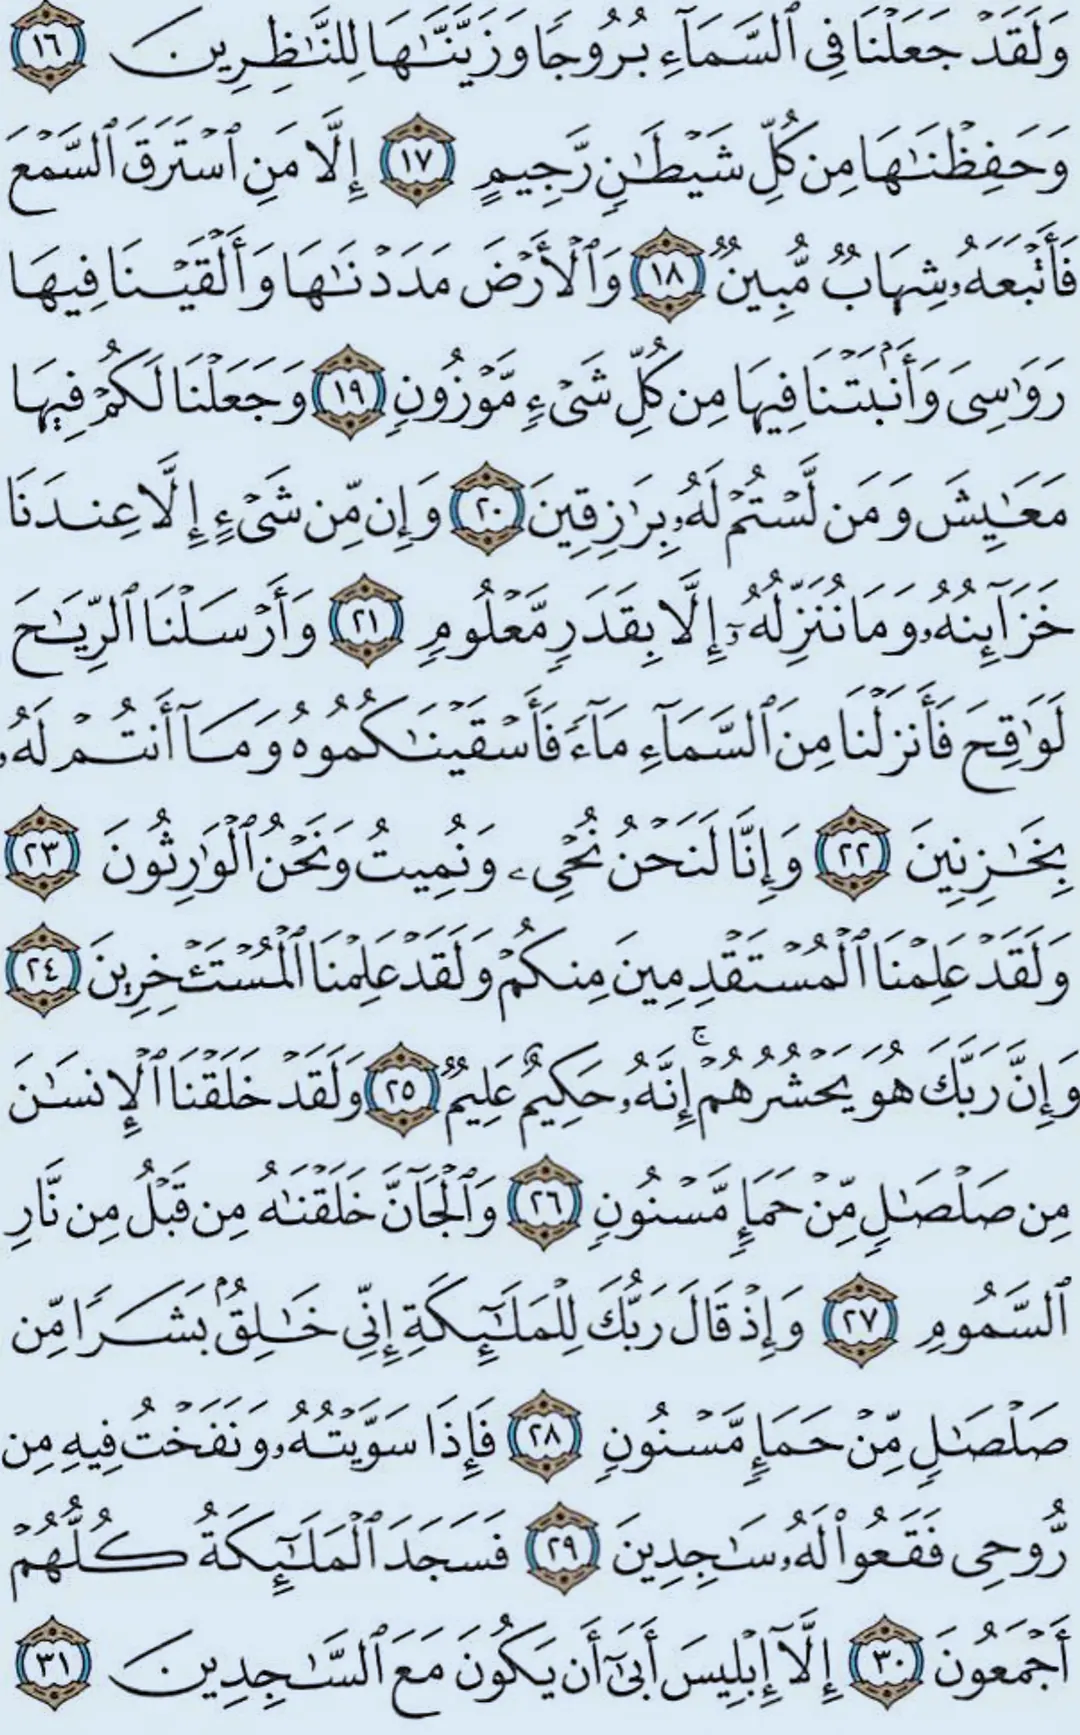 وَلَقَدْ جَعَلْنَا فِى ٱلسَّمَآءِ بُرُوجًا وَزَيَّنَّـٰهَا لِلنَّـٰظِرِينَ ١٦
وَحَفِظْنَـٰهَا مِن كُلِّ شَيْطَـٰنٍ رَّجِيمٍ ١٧ إِلَّا مَنِ ٱسْتَرَقَ ٱلسَّمْعَ
فَأَتْبَعَهُۥ شِهَابٌ مُّبِينٌ ١٨ وَٱلْأَرْضَ مَدَدْنَـٰهَا وَأَلْقَيْنَا فِيهَا
رَوَٰسِىَ وَأَنۢبَتْنَا فِيهَا مِن كُلِّ شَىْءٍ مَّوْزُونٍ ١٩ وَجَعَلْنَا لَكُمْ فِيهَا
مَعَـٰيِشَ وَمَن لَّسْتُمْ لَهُۥ بِرَٰزِقِينَ ٢٠ وَإِن مِّن شَىْءٍ إِلَّا عِندَنَا
خَزَآئِنُهُۥ وَمَا نُنَزِّلُهُۥٓ إِلَّا بِقَدَرٍ مَّعْلُومٍ ٢١ وَأَرْسَلْنَا ٱلرِّيَـٰحَ
لَوَٰقِحَ فَأَنزَلْنَا مِنَ ٱلسَّمَآءِ مَآءً فَأَسْقَيْنَـٰكُمُوهُ وَمَآ أَنتُمْ لَهُۥ
بِخَـٰزِنِينَ ٢٢ وَإِنَّا لَنَحْنُ نُحْىِۦ وَنُمِيتُ وَنَحْنُ ٱلْوَٰرِثُونَ ٢٣
وَلَقَدْ عَلِمْنَا ٱلْمُسْتَقْدِمِينَ مِنكُمْ وَلَقَدْ عَلِمْنَا ٱلْمُسْتَـْٔخِرِينَ ٢٤
وَإِنَّ رَبَّكَ هُوَ يَحْشُرُهُمْ ۚ إِنَّهُۥ حَكِيمٌ عَلِيمٌ ٢٥ وَلَقَدْ خَلَقْنَا ٱلْإِنسَـٰنَ
مِن صَلْصَـٰلٍ مِّنْ حَمَإٍ مَّسْنُونٍ ٢٦ وَٱلْجَآنَّ خَلَقْنَـٰهُ مِن قَبْلُ مِن نَّارِ
ٱلسَّمُومِ ٢٧ وَإِذْ قَالَ رَبُّكَ لِلْمَلَـٰٓئِكَةِ إِنِّى خَـٰلِقٌۢ بَشَرًا مِّن
صَلْصَـٰلٍ مِّنْ حَمَإٍ مَّسْنُونٍ ٢٨ فَإِذَا سَوَّيْتُهُۥ وَنَفَخْتُ فِيهِ مِن
رُّوحِى فَقَعُوا۟ لَهُۥ سَـٰجِدِينَ ٢٩ فَسَجَدَ ٱلْمَلَـٰٓئِكَةُ كُلُّهُمْ
أَجْمَعُونَ ٣٠ إِلَّآ إِبْلِيسَ أَبَىٰٓ أَن يَكُونَ مَعَ ٱلسَّـٰجِدِينَ ٣١